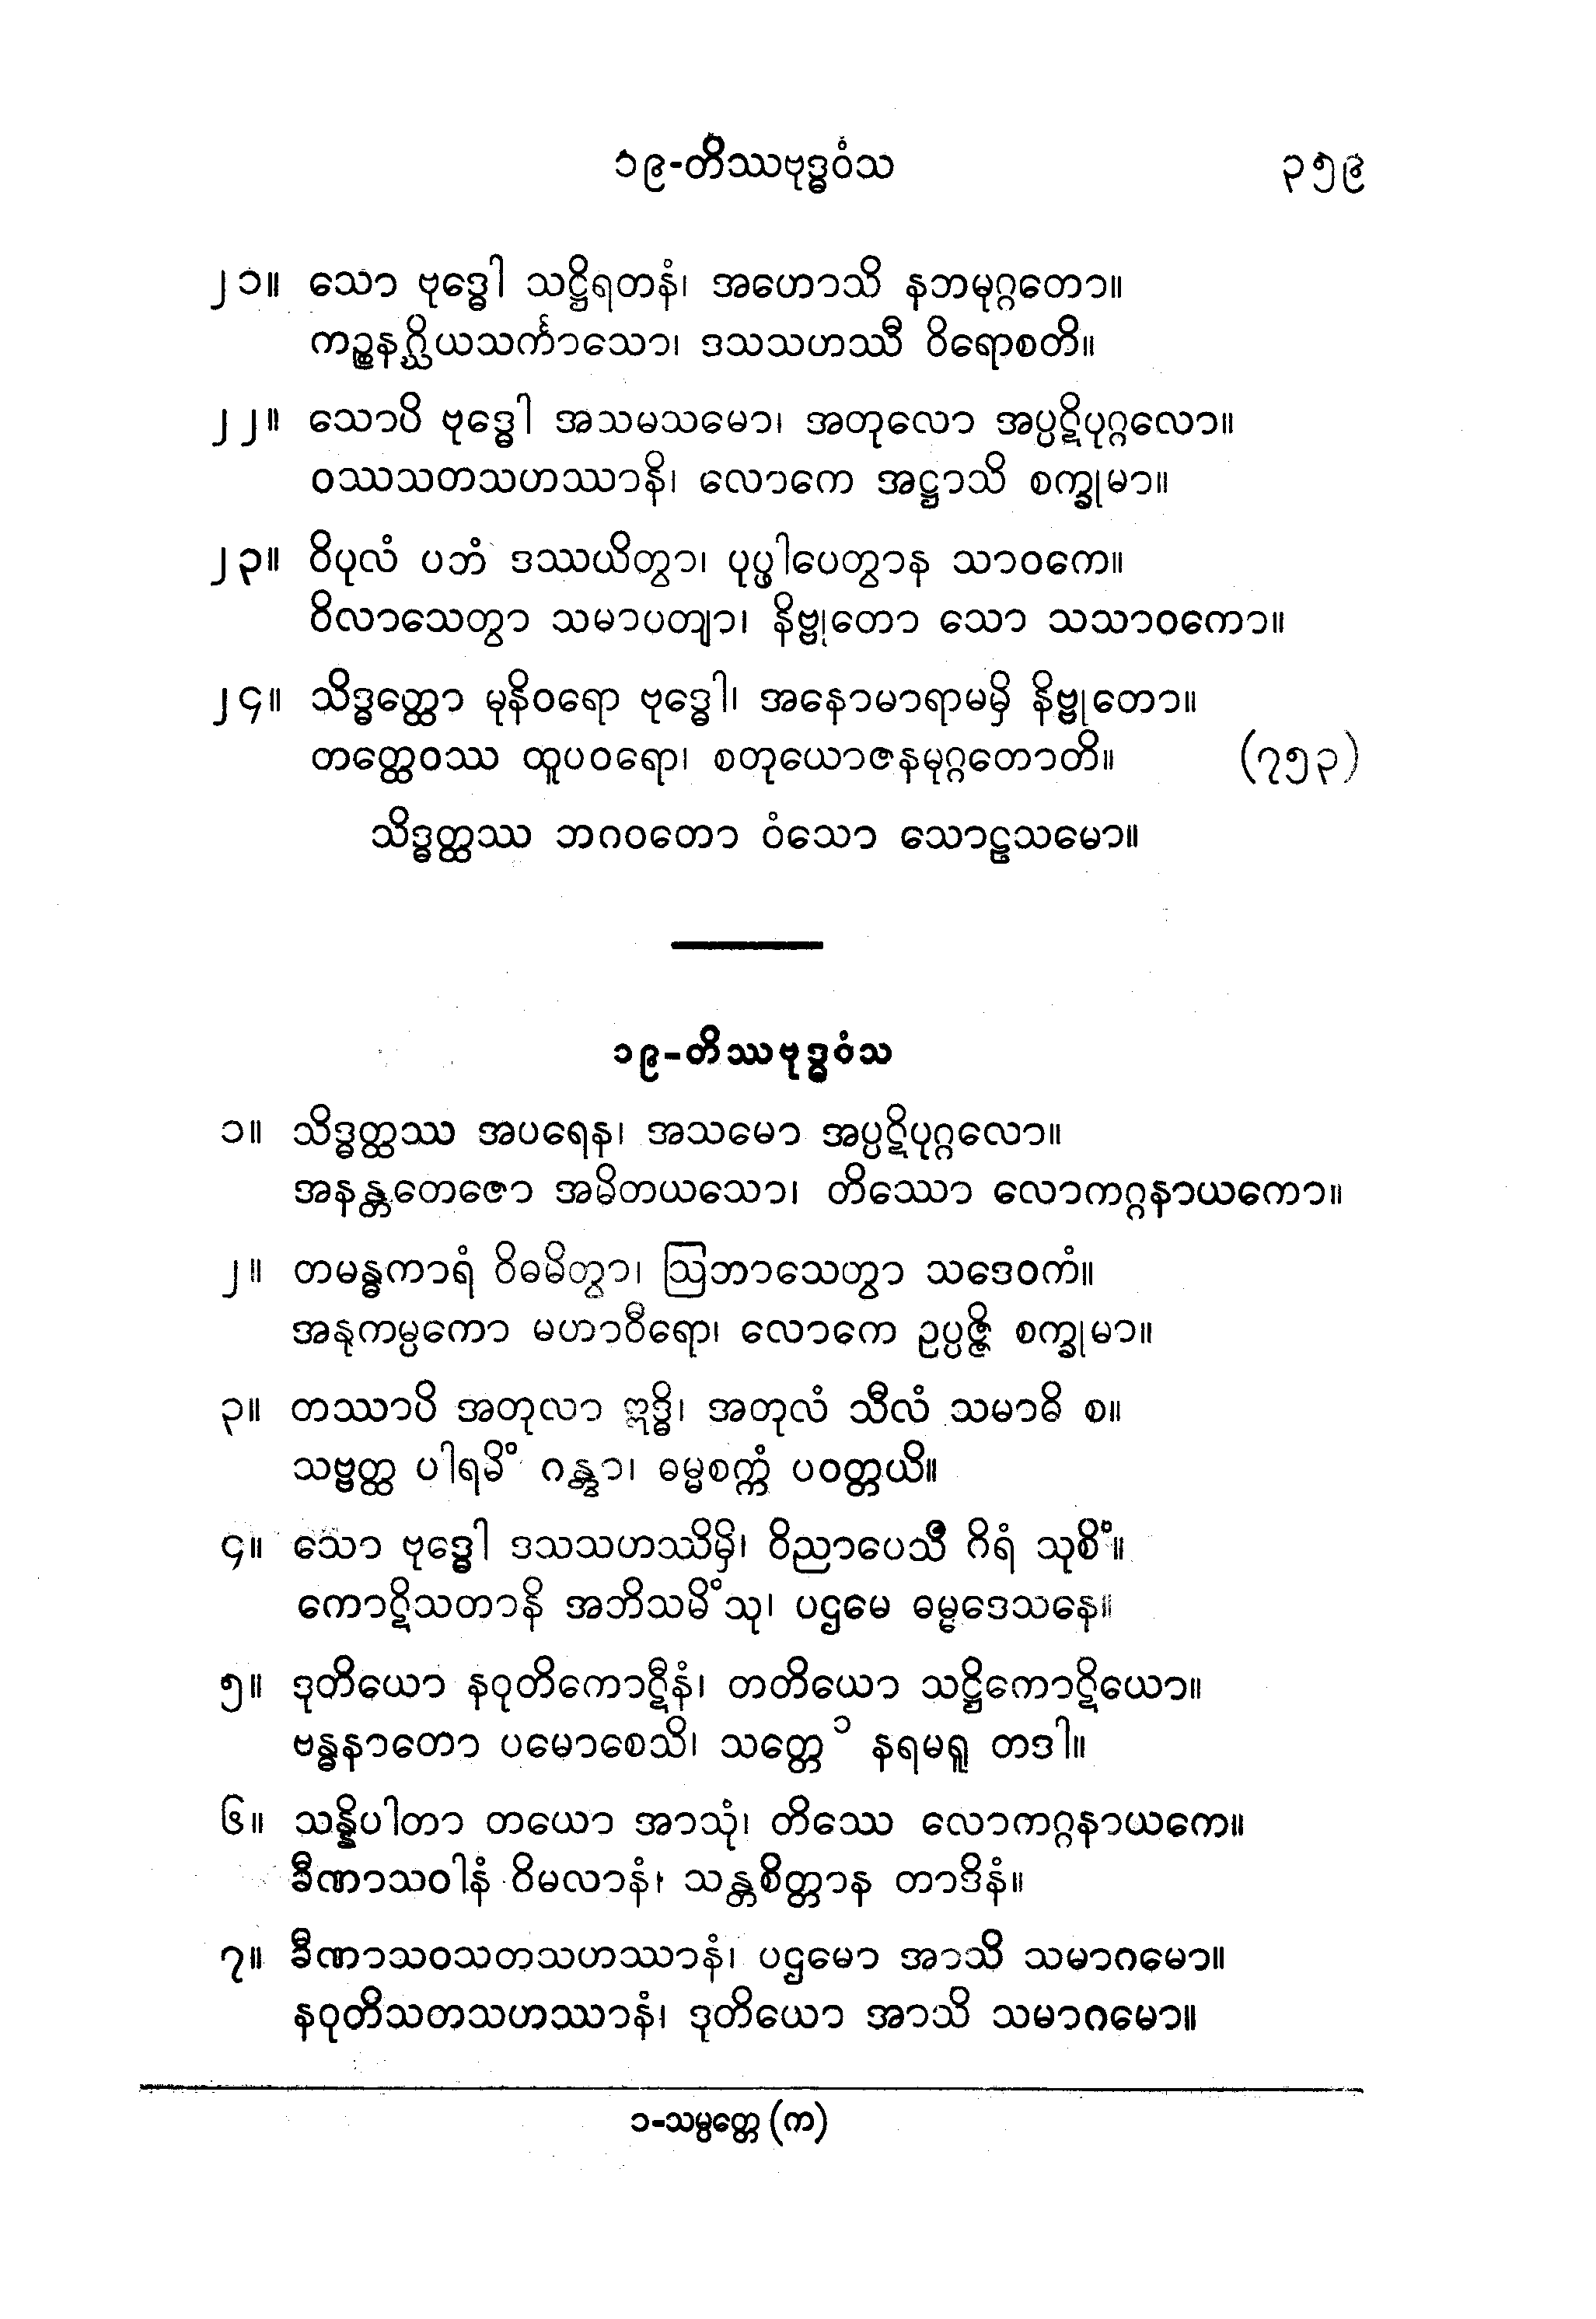 ၁၉-တိဿဗုဒ္ဓဝံသ ၃၅၉
၂၁။ သော ဗုဒ္ဓေါ သဋ္ဌိရတနံ၊ အဟောသိ နဘမုဂ္ဂတော။
ကဉ္စနဂ္ဃိယသင်္ကာသော၊ ဒသသဟဿီ ဝိရောစတိ။
၂၂။ သောပိ ဗုဒ္ဓေါ အသမသမော၊ အတုလော အပ္ပဋိပုဂ္ဂလော။
ဝဿသတသဟဿာနိ၊ လောကေ အဋ္ဌာသိ စက္ခုမာ။
၂၃။ ဝိပုလံ ပဘံ ဒဿယိတွာ၊ ပုပ္ဖါပေတွာန သာဝကေ။
ဝိလာသေတွာ သမာပတျာ၊ နိဗ္ဗုတော သော သသာဝကော။
၂၄။ သိဒ္ဓတ္ထော မုနိဝရော ဗုဒ္ဓေါ၊ အနောမာရာမမှိ နိဗ္ဗုတော။
တတ္ထေဝဿ ထူပဝရော၊ စတုယောဇနမုဂ္ဂတောတိ။ (၇၅၃)
သိဒ္ဓတ္ထဿ ဘဂဝတော ဝံသော သောဠသမော။
၁၉-တိဿဗုဒ္ဓဝံသ
၁။ သိဒ္ဓတ္ထဿ အပရေန၊ အသမော အပ္ပဋိပုဂ္ဂလော။
အနန္တတေဇော အမိတယသော၊ တိဿော လောကဂ္ဂနာယကော။
၂။ တမန္ဓကာရံ ဝိဓမိတွာ၊ ဩဘာသေတွာ သဒေဝကံ။
အနုကမ္ပကော မဟာဝီရော၊ လောကေ ဥပ္ပဇ္ဇိ စက္ခုမာ။
၃။ တဿာပိ အတုလာ ဣဒ္ဓိ၊ အတုလံ သီလံ သမာဓိ စ။
သဗ္ဗတ္ထ ပါရမိံ ဂန္တွာ၊ ဓမ္မစက္ကံ ပဝတ္တယိ။
၄။ သော ဗုဒ္ဓေါ ဒသသဟဿိမှိ၊ ဝိညာပေသိ ဂိရံ သုစိံ။
ကောဋိသတာနိ အဘိသမိံသု၊ ပဌမေ ဓမ္မဒေသနေ။
၅။ ဒုတိယော နဝုတိကောဋီနံ၊ တတိယော သဋ္ဌိကောဋိယော။
ဗန္ဓနာတော ပမောစေသိ၊ သတ္တေ ၁ နရမရူ တဒါ။
၆။ သန္နိပါတာ တယော အာသုံ၊ တိဿေ လောကဂ္ဂနာယကေ။
ခီဏာသဝါနံ ဝိမလာနံ၊ သန္တစိတ္တာန တာဒိနံ။
၇။ ခီဏာသဝသတသဟဿာနံ၊ ပဌမော အာသိ သမာဂမော။
နဝုတိသတသဟဿာနံ၊ ဒုတိယော အာသိ သမာဂမော။
၁-သမ္ပတ္တေ (က)